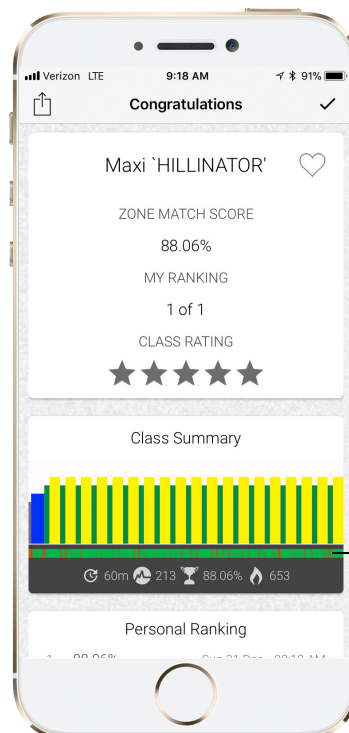 Verizon LTE 9:18 AM 91%
Congratulations
Maxi `HILLINATOR'
ZONE MATCH SCORE
88.06%
MY RANKING
1 of 1
CLASS RATING
Class Summary
60m 213 88.06% 653
Personal Ranking